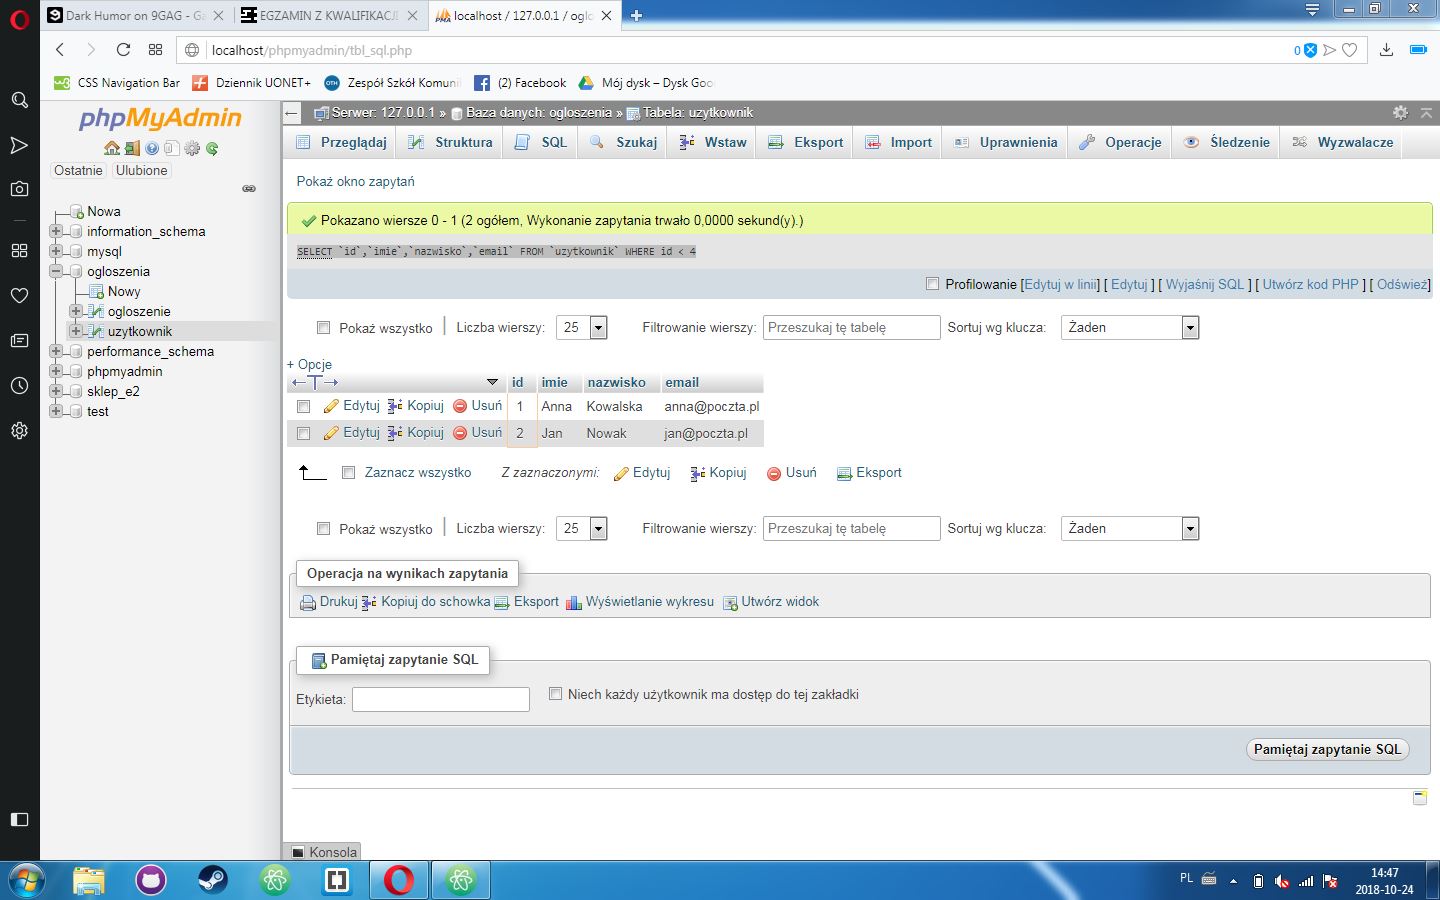 Dark Humor on 9GAG - Ga
EGZAMIN Z KWALIFIKACJI
localhost / 127.0.0.1 / oglo
localhost/phpmyadmin/tbl_sql.php
0
CSS Navigation Bar
Dziennik UONET+
Zespół Szkół Komuni
(2) Facebook
Mój dysk – Dysk Goo
phpMyAdmin
Ostatnie
Ulubione
Nowa
information_schema
mysql
ogloszenia
Nowy
ogloszenie
uzytkownik
performance_schema
phpmyadmin
sklep_e2
test
Serwer: 127.0.0.1 » Baza danych: ogloszenia » Tabela: uzytkownik
Przeglądaj
Struktura
SQL
Szukaj
Wstaw
Eksport
Import
Uprawnienia
Operacje
Śledzenie
Wyzwalacze
Pokaż okno zapytań
Pokazano wiersze 0 - 1 (2 ogółem, Wykonanie zapytania trwało 0,0000 sekund(y).)
SELECT `id`,`imie`,`nazwisko`,`email` FROM `uzytkownik` WHERE id < 4
Profilowanie [Edytuj w linii] [ Edytuj ] [ Wyjaśnij SQL ] [ Utwórz kod PHP ] [ Odśwież]
Pokaż wszystko | Liczba wierszy: 25 Filtrowanie wierszy: Przeszukaj tę tabelę Sortuj wg klucza: Żaden
+ Opcje
id imie nazwisko email
Edytuj Kopiuj Usuń 1 Anna Kowalska anna@poczta.pl
Edytuj Kopiuj Usuń 2 Jan Nowak jan@poczta.pl
Zaznacz wszystko Z zaznaczonymi: Edytuj Kopiuj Usuń Eksport
Pokaż wszystko | Liczba wierszy: 25 Filtrowanie wierszy: Przeszukaj tę tabelę Sortuj wg klucza: Żaden
Operacja na wynikach zapytania
Drukuj Kopiuj do schowka Eksport Wyświetlanie wykresu Utwórz widok
Pamiętaj zapytanie SQL
Etykieta: Niech każdy użytkownik ma dostęp do tej zakładki
Pamiętaj zapytanie SQL
Konsola
PL
14:47
2018-10-24